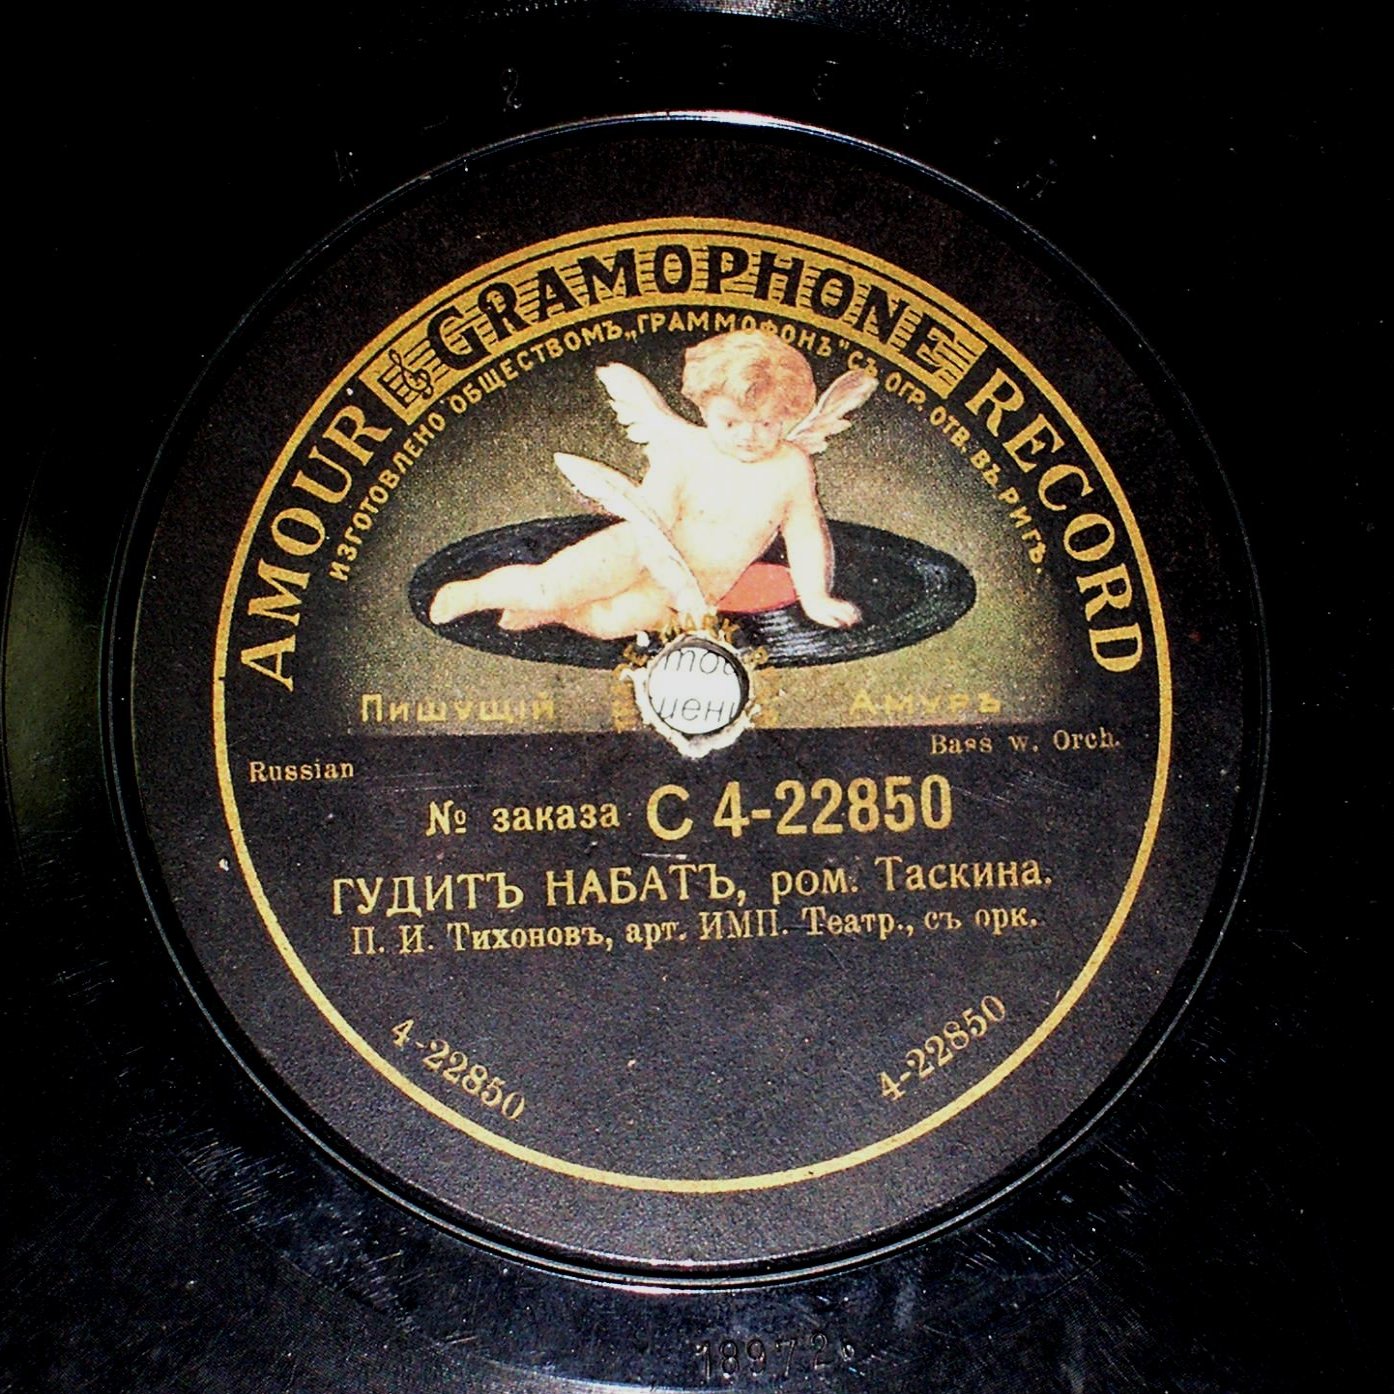 AMOUR GRAMOPHONE RECORD
ИЗГОТОВЛЕНО ОБЩЕСТВОМЪ „ГРАММОФОНЪ" СЪ ОГР. ОТВ. ВЪ РИГѢ.
Пишущій Амуръ
Russian Bass w. Orch.
№ заказа С 4-22850
ГУДИТЪ НАБАТЪ, ром. Таскина.
П. И. Тихоновъ, арт. ИМП. Театр., съ орк.
4-22850 4-22850